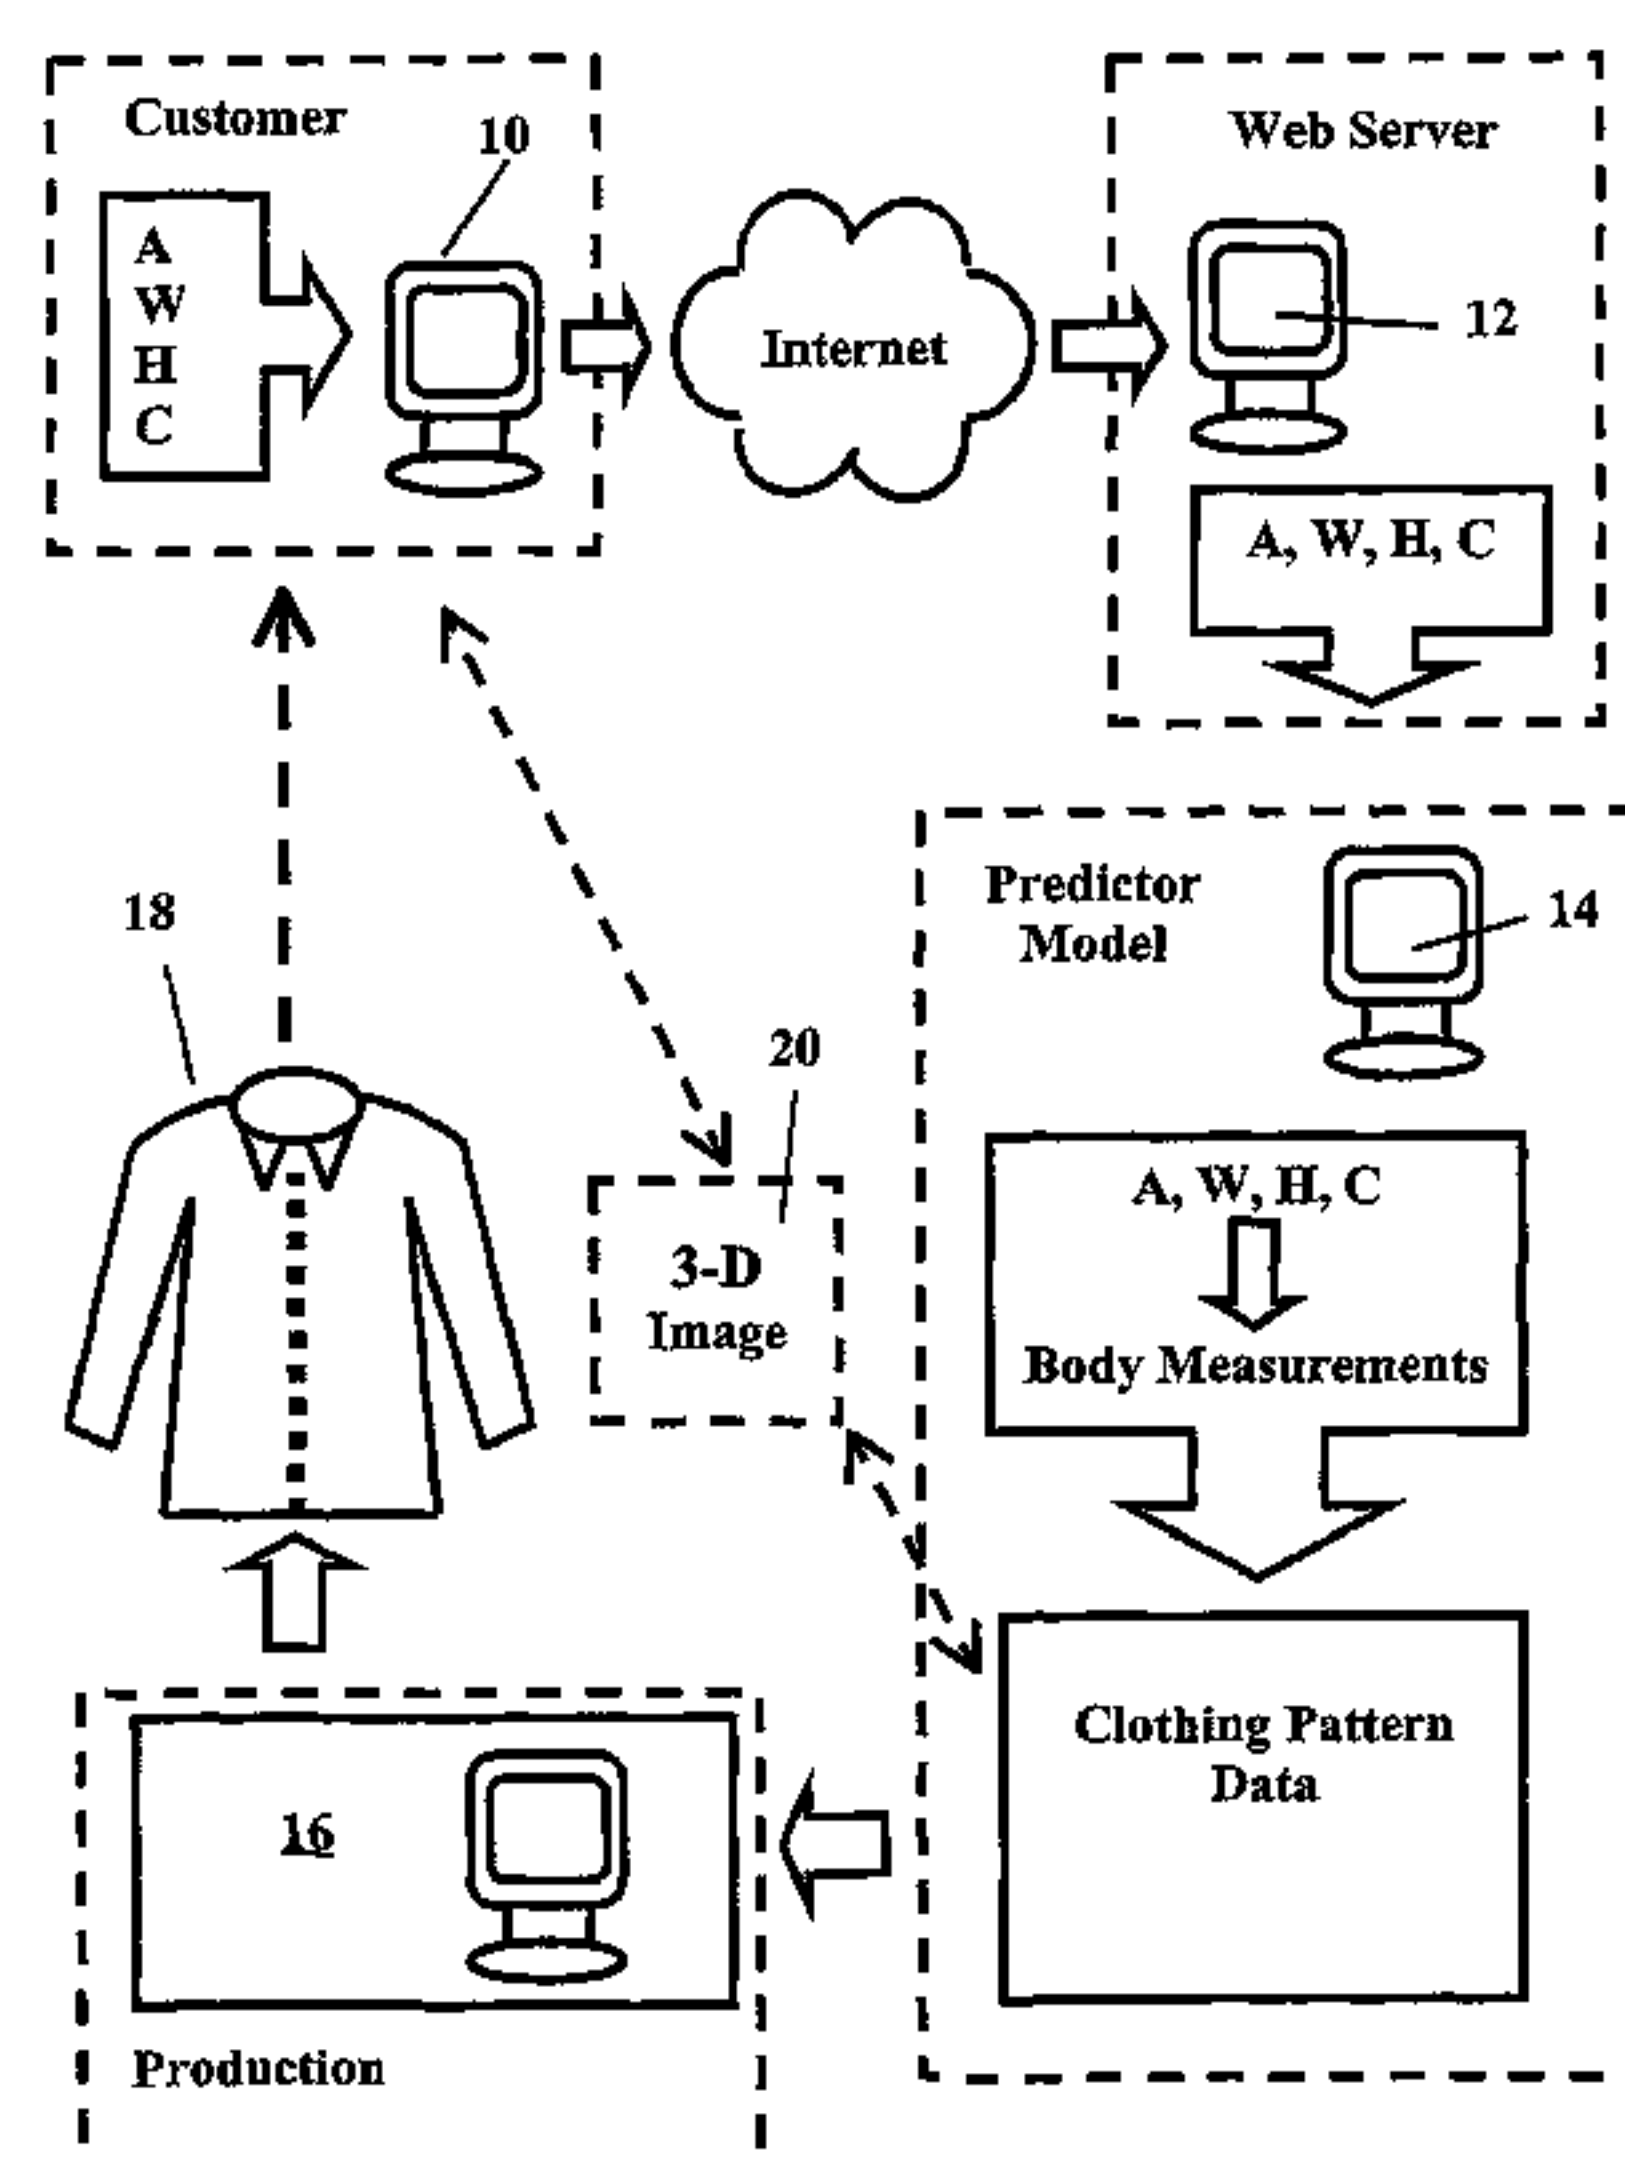 Customer
10
A
W
H
C
Internet
Web Server
12
A, W, H, C
Predictor
Model
14
18
20
3-D
Image
A, W, H, C
Body Measurements
Clothing Pattern
Data
16
Production